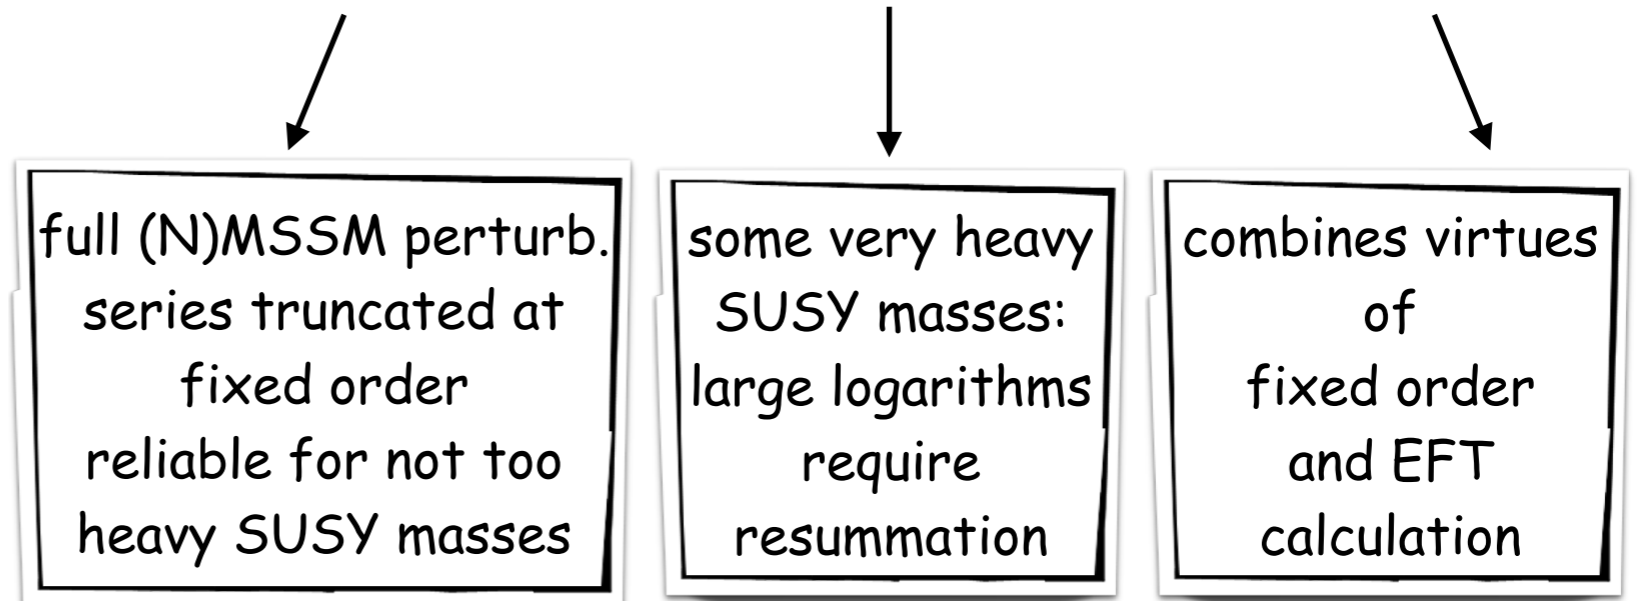 full (N)MSSM perturb.
series truncated at
fixed order
reliable for not too
heavy SUSY masses
some very heavy
SUSY masses:
large logarithms
require
resummation
combines virtues
of
fixed order
and EFT
calculation